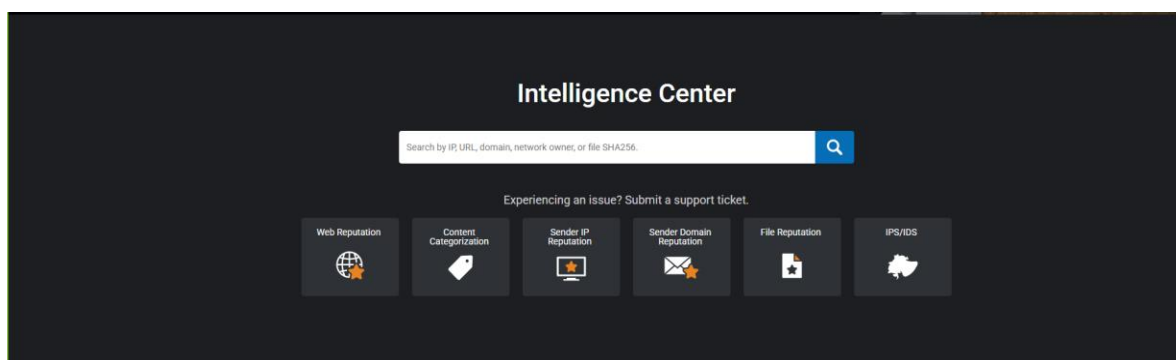 Intelligence Center
Search by IP, URL, domain, network owner, or file SHA256.
Experiencing an issue? Submit a support ticket.
Web Reputation
Content
Categorization
Sender IP
Reputation
Sender Domain
Reputation
File Reputation
IPS/IDS